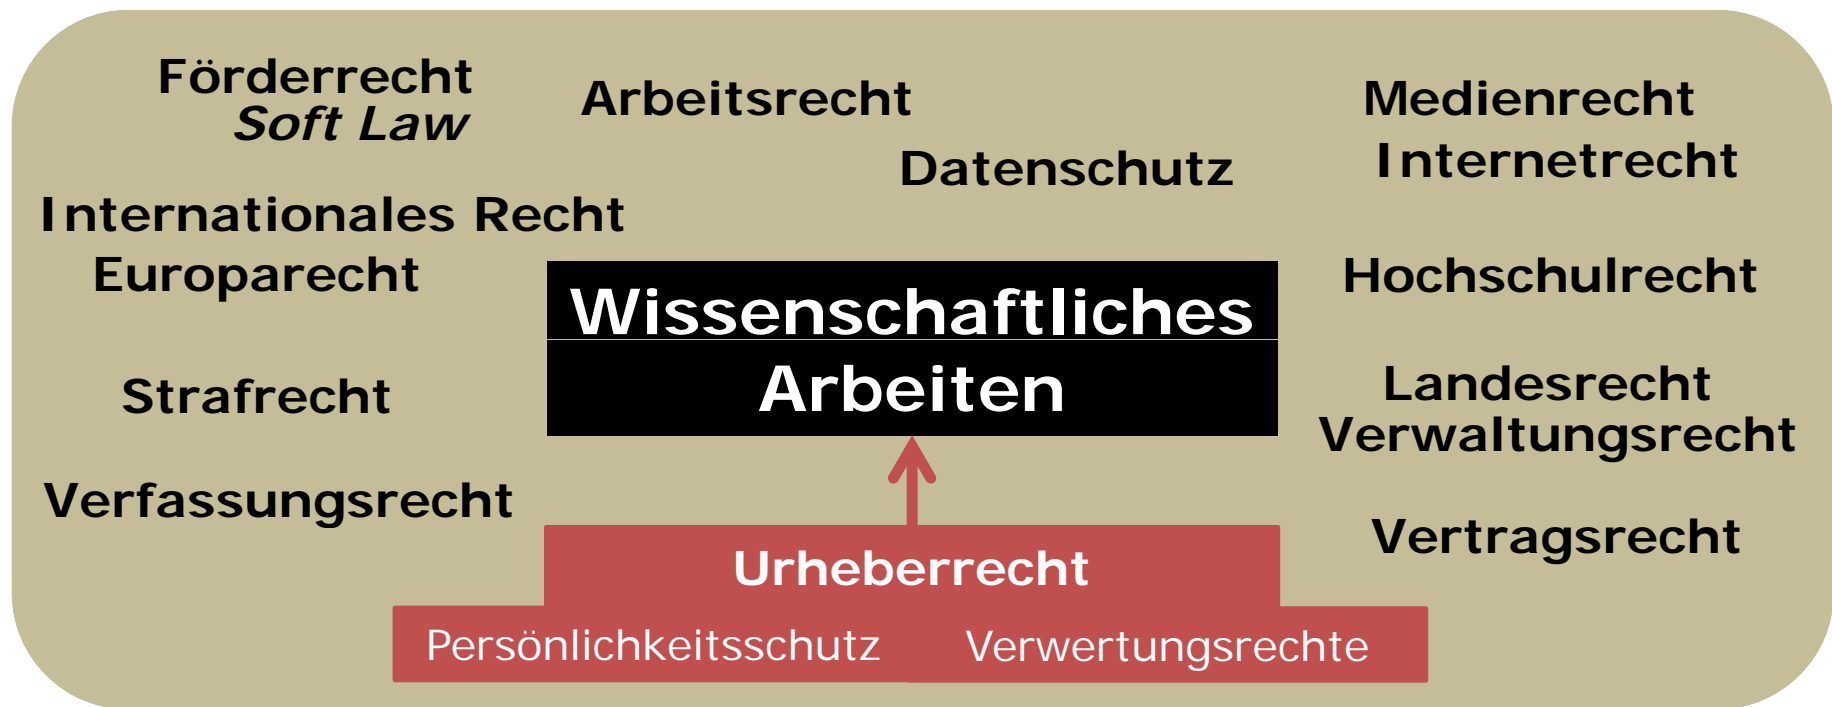 Förderrecht
Soft Law
Arbeitsrecht
Datenschutz
Medienrecht
Internetrecht
Internationales Recht
Europarecht
Hochschulrecht
Wissenschaftliches
Arbeiten
Strafrecht
Landesrecht
Verwaltungsrecht
Verfassungsrecht
Vertragsrecht
Urheberrecht
Persönlichkeitsschutz
Verwertungsrechte